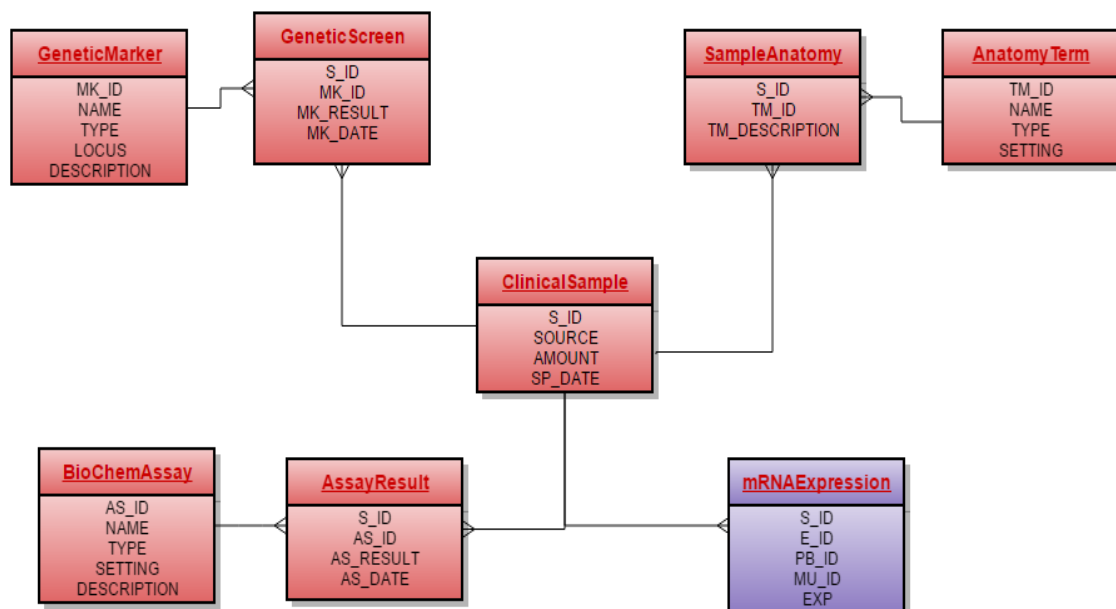 GeneticMarker
MK_ID
NAME
TYPE
LOCUS
DESCRIPTION
GeneticScreen
S_ID
MK_ID
MK_RESULT
MK_DATE
SampleAnatomy
S_ID
TM_ID
TM_DESCRIPTION
AnatomyTerm
TM_ID
NAME
TYPE
SETTING
ClinicalSample
S_ID
SOURCE
AMOUNT
SP_DATE
BioChemAssay
AS_ID
NAME
TYPE
SETTING
DESCRIPTION
AssayResult
S_ID
AS_ID
AS_RESULT
AS_DATE
mRNAExpression
S_ID
E_ID
PB_ID
MU_ID
EXP